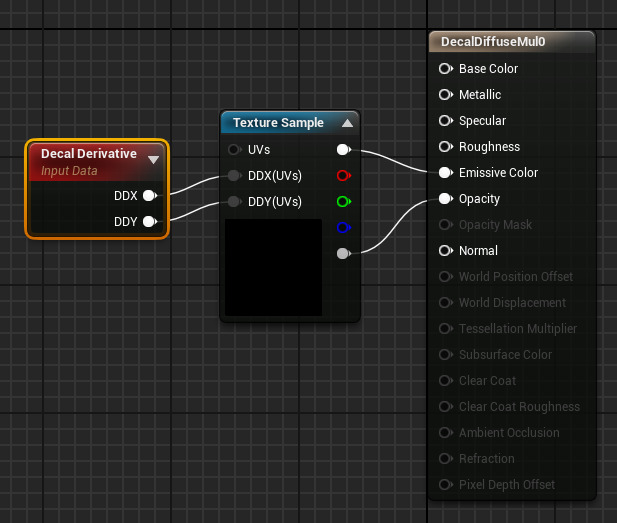 Decal Derivative
Input Data
DDX
DDY
Texture Sample
UVs
DDX(UVs)
DDY(UVs)
DecalDiffuseMul0
Base Color
Metallic
Specular
Roughness
Emissive Color
Opacity
Opacity Mask
Normal
World Position Offset
World Displacement
Tessellation Multiplier
Subsurface Color
Clear Coat
Clear Coat Roughness
Ambient Occlusion
Refraction
Pixel Depth Offset